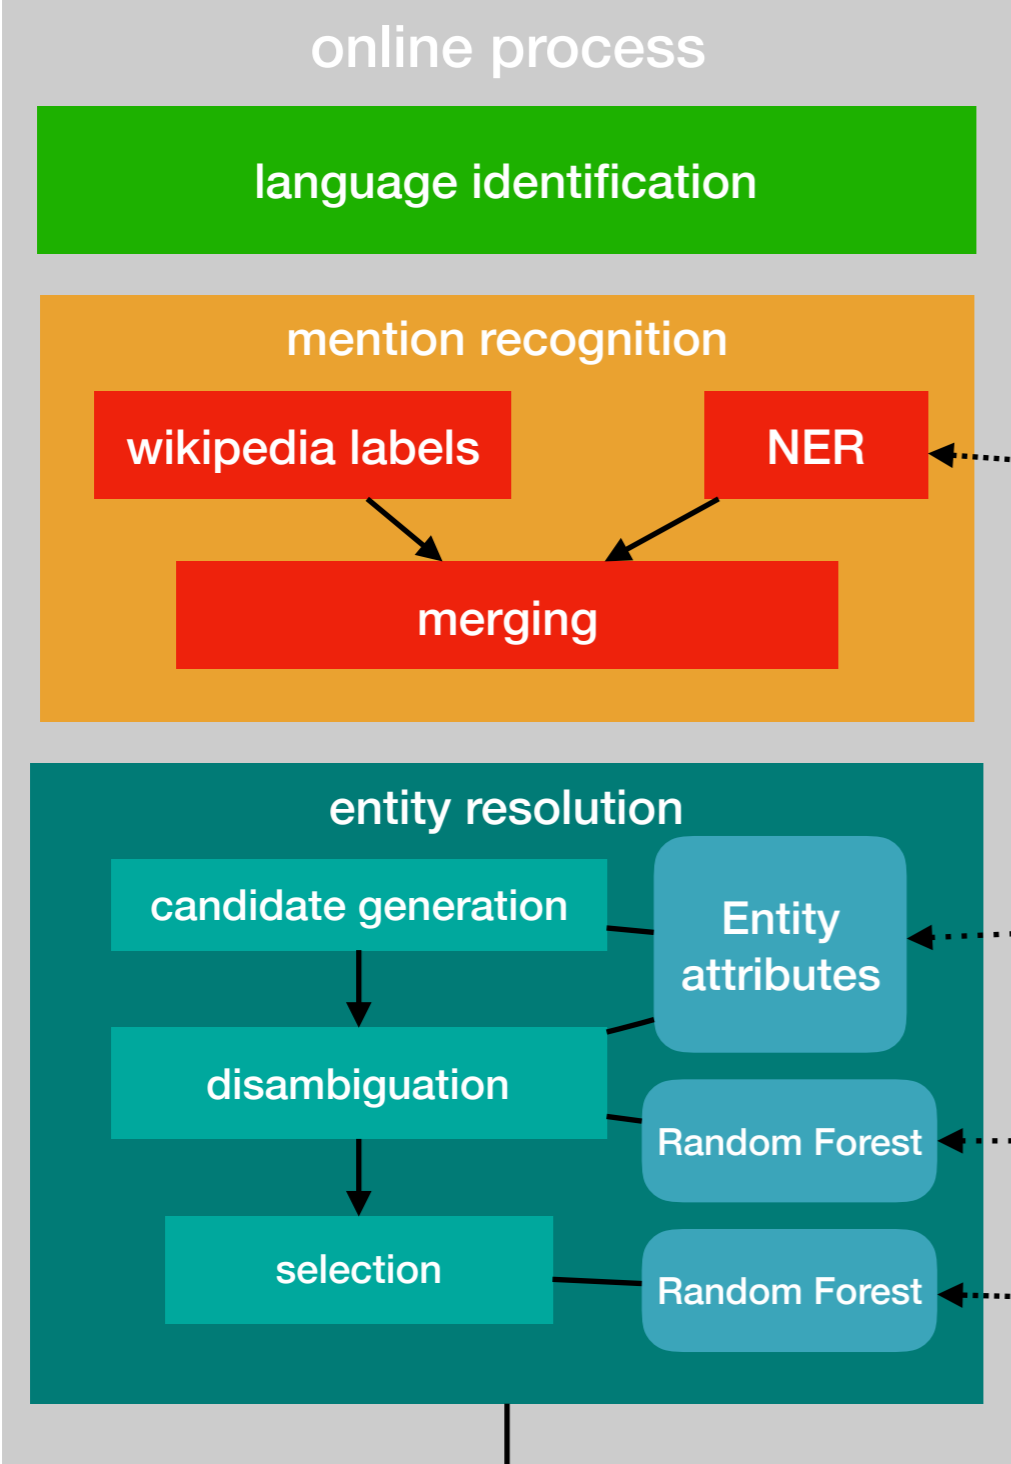 online process
language identification
mention recognition
wikipedia labels
NER
merging
entity resolution
candidate generation
Entity
attributes
disambiguation
Random Forest
selection
Random Forest